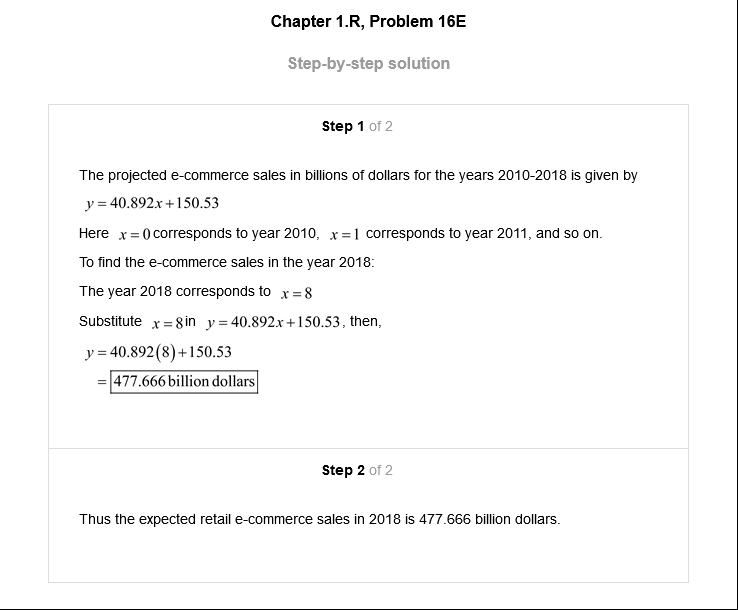 Chapter 1.R, Problem 16E
Step-by-step solution
Step 1 of 2
The projected e-commerce sales in billions of dollars for the years 2010-2018 is given by
y = 40.892x + 150.53
Here x = 0 corresponds to year 2010, x = 1 corresponds to year 2011, and so on.
To find the e-commerce sales in the year 2018:
The year 2018 corresponds to x = 8
Substitute x = 8 in y = 40.892x + 150.53, then,
y = 40.892(8) + 150.53
= 477.666 billion dollars
Step 2 of 2
Thus the expected retail e-commerce sales in 2018 is 477.666 billion dollars.